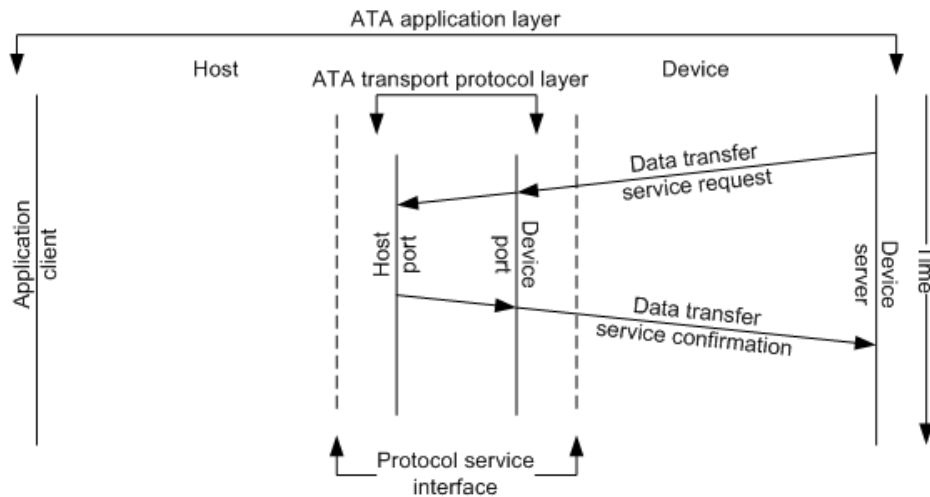 ATA application layer
Host
Device
ATA transport protocol layer
Data transfer
service request
Application
client
Host
port
Device
port
Device
server
Time
Data transfer
service confirmation
Protocol service
interface